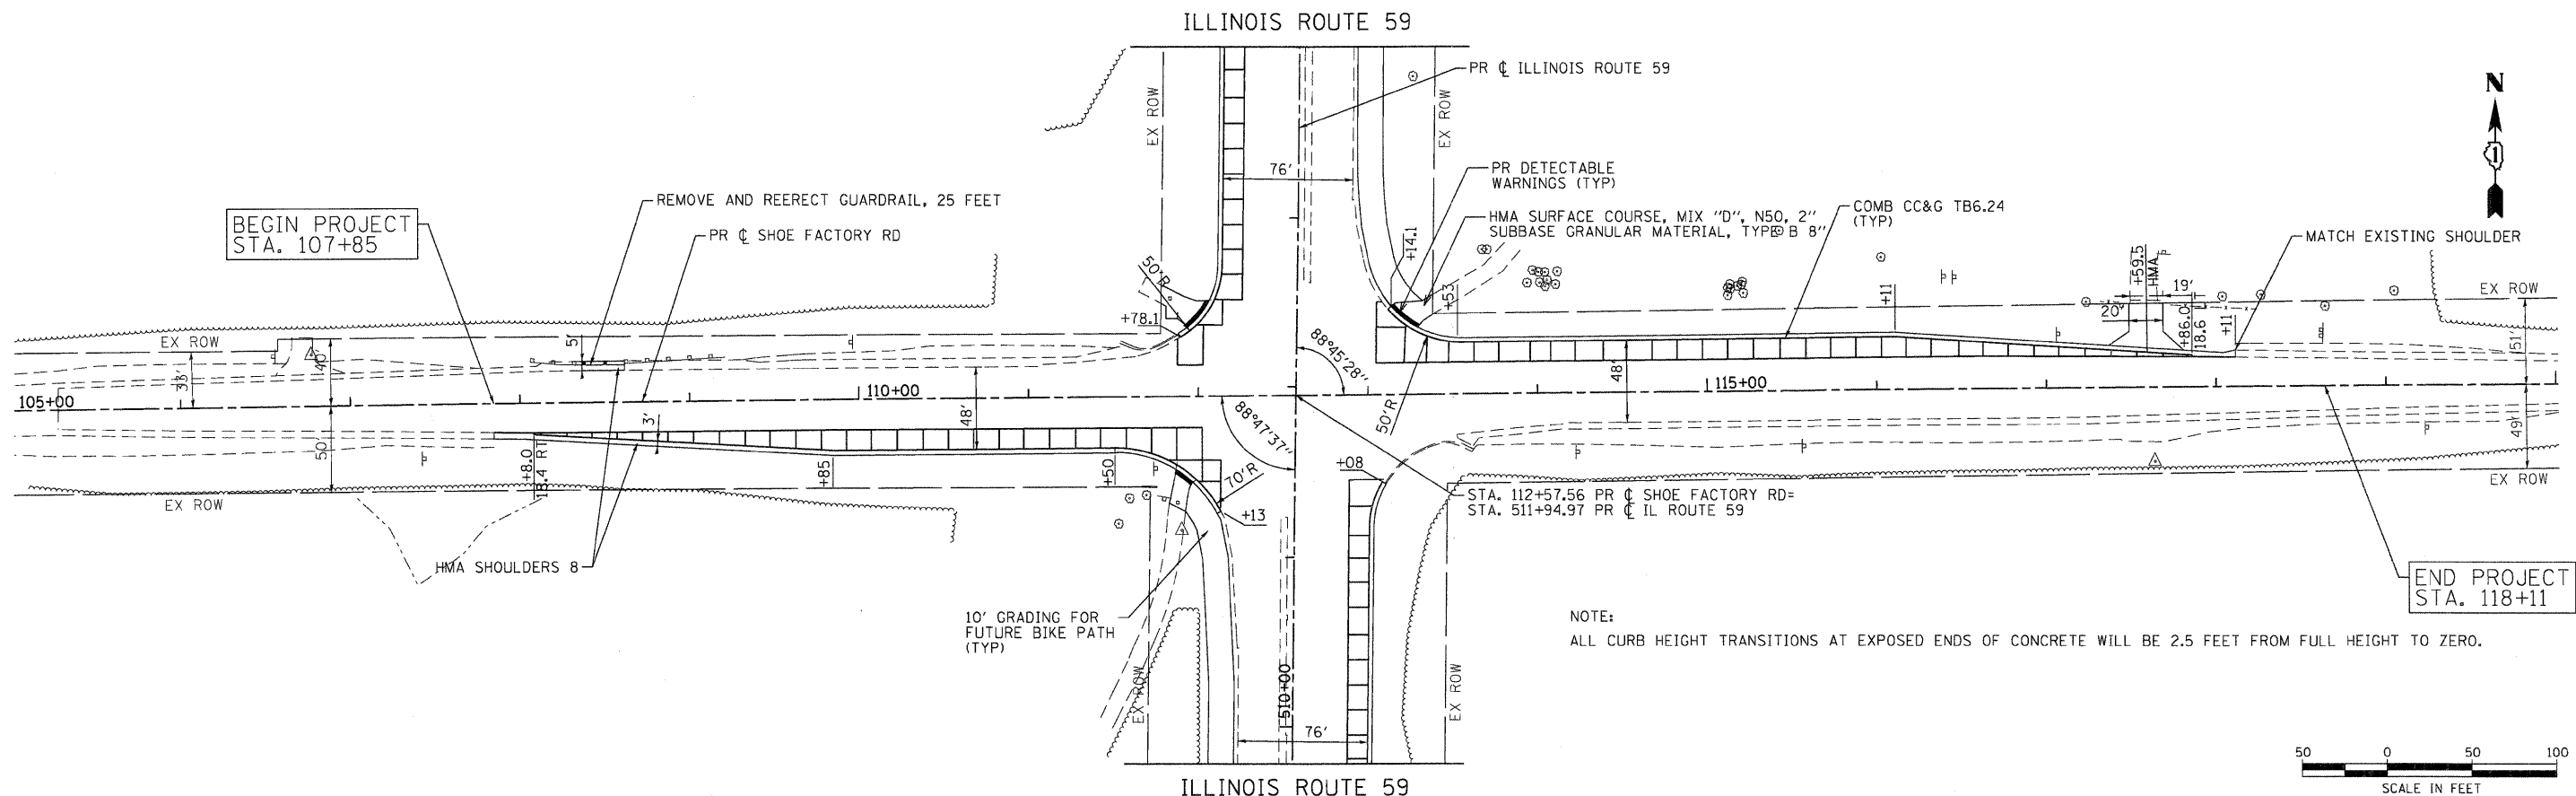 ILLINOIS ROUTE 59
PR ℄ ILLINOIS ROUTE 59
N
1
EX ROW
EX ROW
76'
PR DETECTABLE
WARNINGS (TYP)
REMOVE AND REERECT GUARDRAIL, 25 FEET
BEGIN PROJECT
STA. 107+85
PR ℄ SHOE FACTORY RD
HMA SURFACE COURSE, MIX "D", N50, 2"
SUBBASE GRANULAR MATERIAL, TYPE B 8"
COMB CC&G TB6.24
(TYP)
MATCH EXISTING SHOULDER
50'R
+14.1
+53
+11
+59.5
HMA
19'
20'
+86.0
18.6
+11
EX ROW
51'
+78.1
EX ROW
33'
40'
5'
88°45'28"
48'
105+00
110+00
115+00
3'
48'
88°47'37"
50'R
50'
+8.0
18.4 RT
+85
+50
70'R
+08
49'
EX ROW
EX ROW
+13
STA. 112+57.56 PR ℄ SHOE FACTORY RD=
STA. 511+94.97 PR ℄ IL ROUTE 59
HMA SHOULDERS 8
END PROJECT
STA. 118+11
10' GRADING FOR
FUTURE BIKE PATH
(TYP)
NOTE:
ALL CURB HEIGHT TRANSITIONS AT EXPOSED ENDS OF CONCRETE WILL BE 2.5 FEET FROM FULL HEIGHT TO ZERO.
EX ROW
510+00
EX ROW
76'
50 0 50 100
SCALE IN FEET
ILLINOIS ROUTE 59